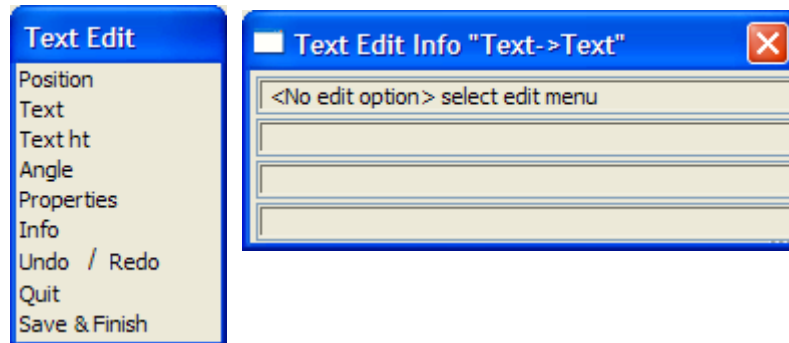 Text Edit
Position
Text
Text ht
Angle
Properties
Info
Undo / Redo
Quit
Save & Finish
Text Edit Info "Text->Text"
<No edit option> select edit menu